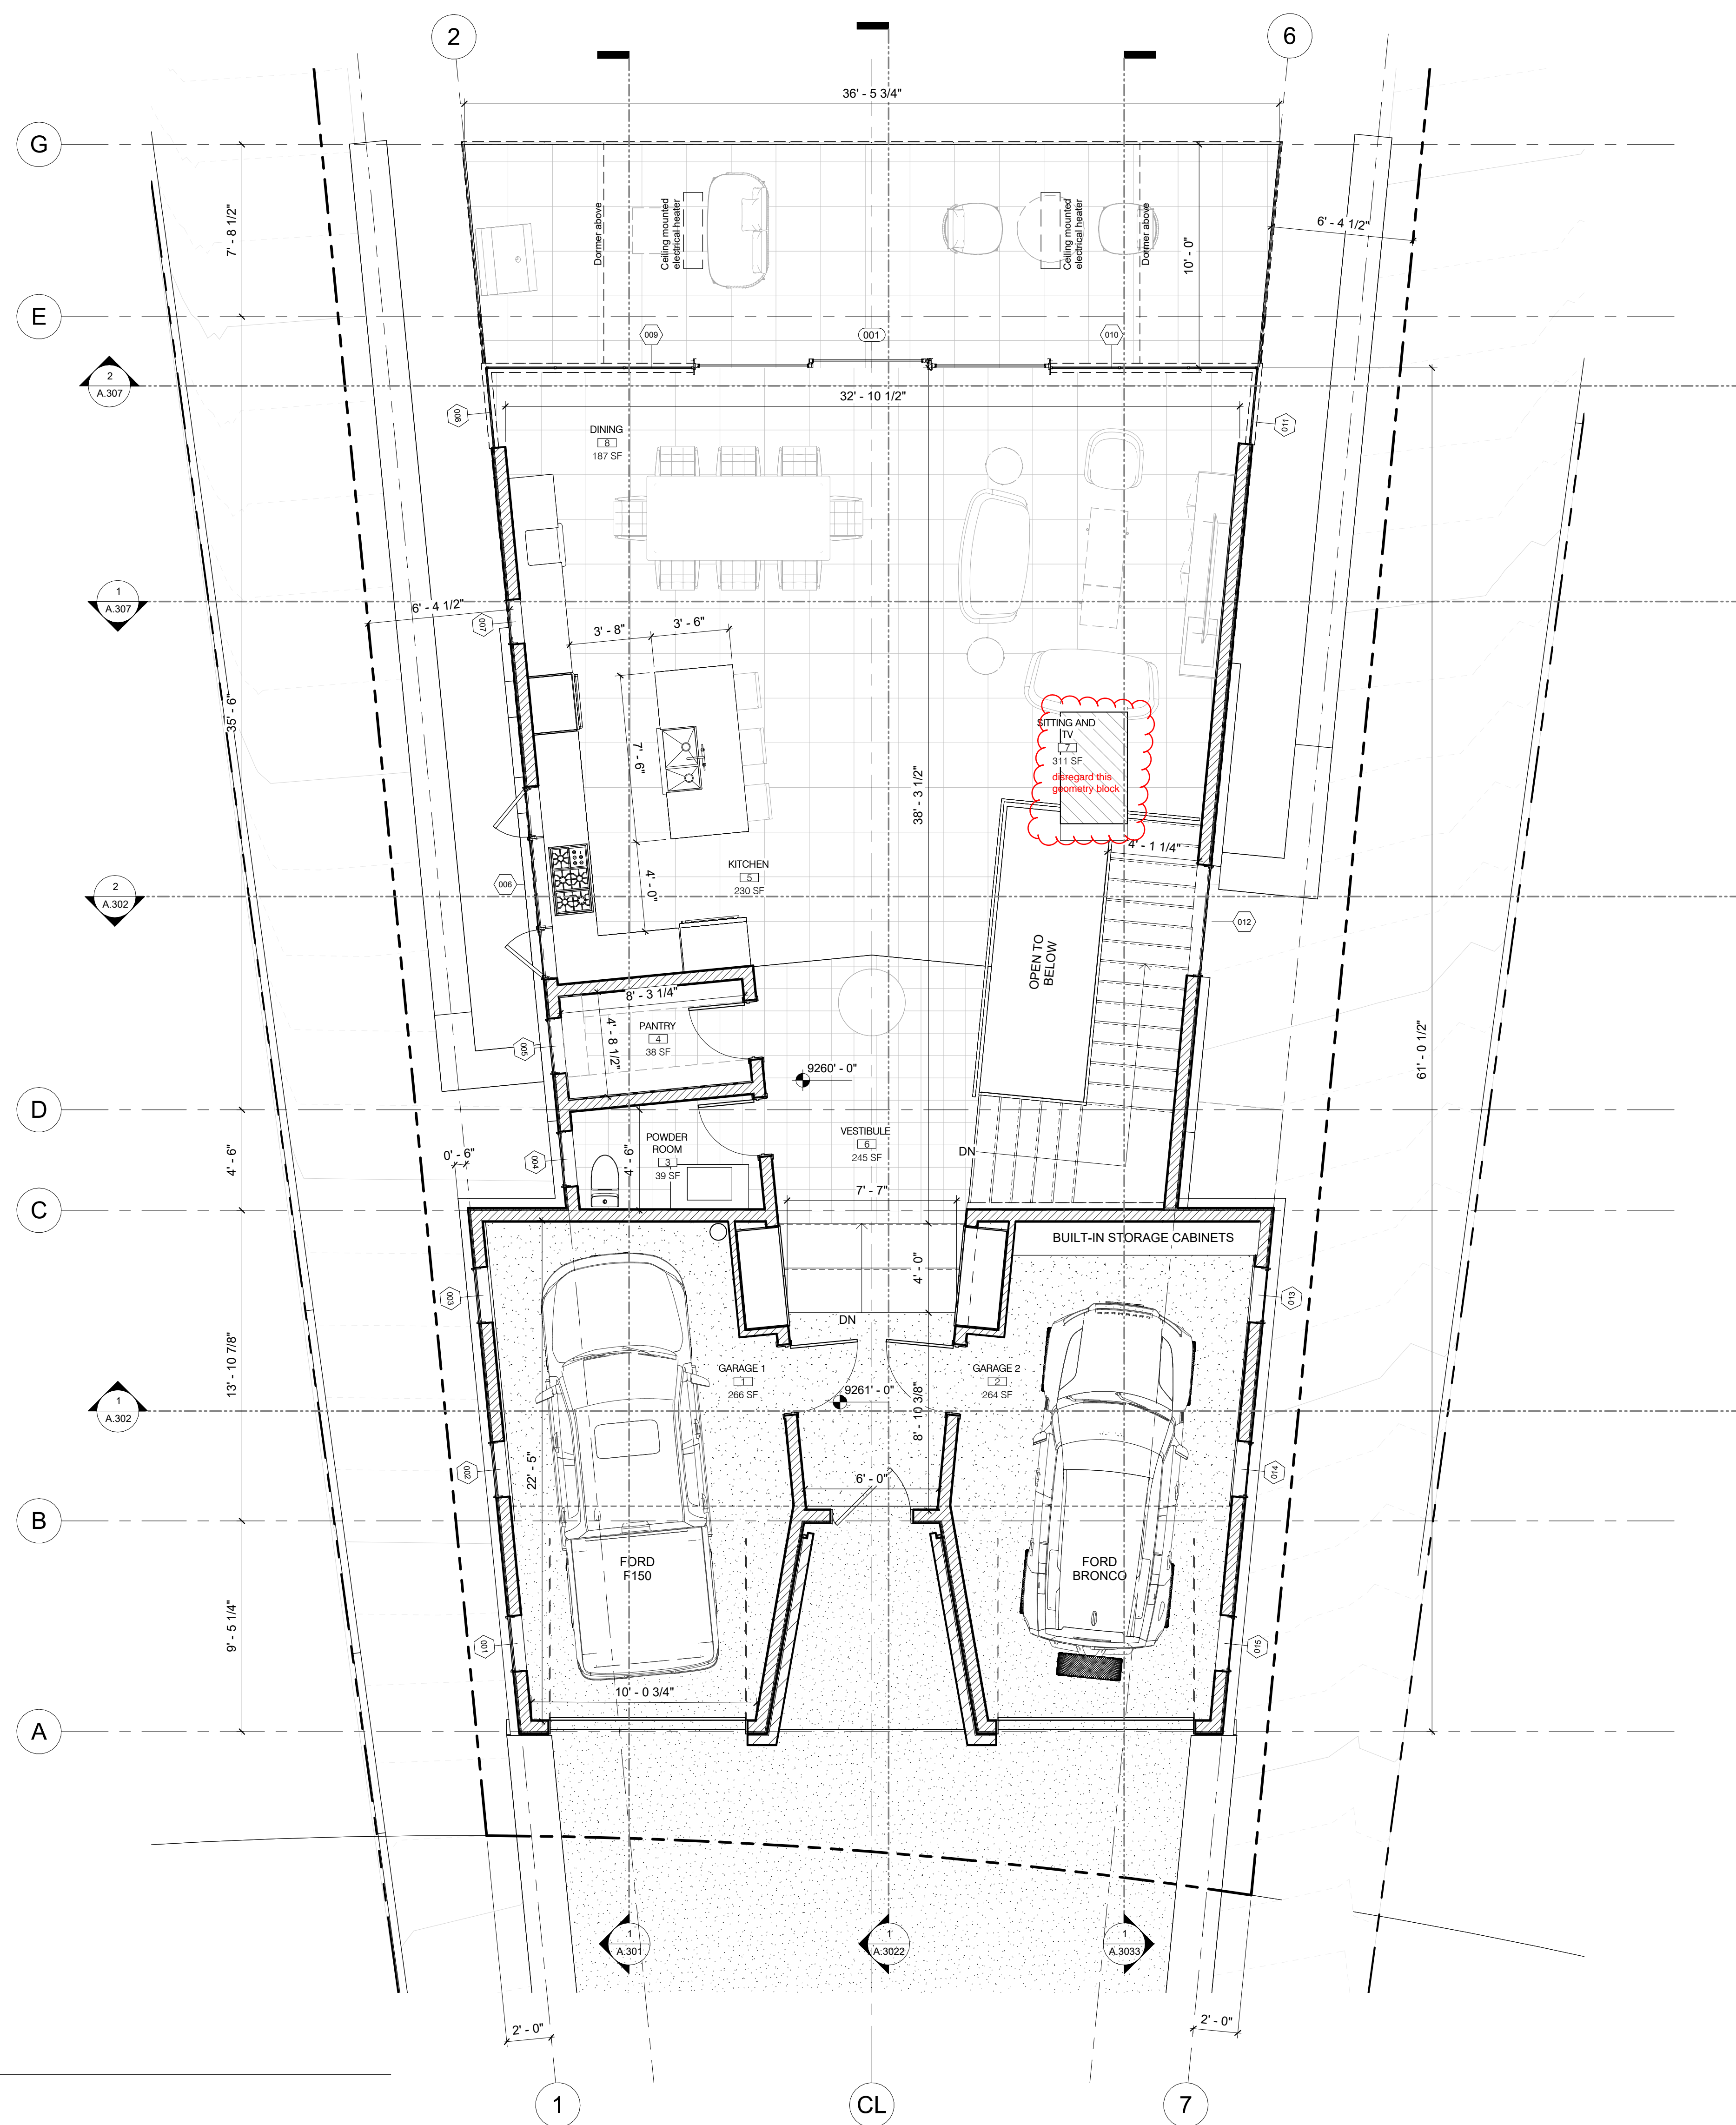 2
6
36' - 5 3/4"
G
7' - 8 1/2"
Dormer above
Ceiling mounted
electrical heater
Ceiling mounted
electrical heater
Dormer above
10' - 0"
6' - 4 1/2"
E
009
001
010
2
A.307
32' - 10 1/2"
008
011
DINING
8
187 SF
1
A.307
6' - 4 1/2"
007
3' - 8"
3' - 6"
35' - 6"
SITTING AND
TV
7
311 SF
disregard this
geometry block
7' - 6"
38' - 3 1/2"
4' - 1 1/4"
KITCHEN
5
230 SF
006
4' - 0"
2
A.302
012
OPEN TO
BELOW
8' - 3 1/4"
PANTRY
4
38 SF
4' - 8 1/2"
005
61' - 0 1/2"
9260' - 0"
D
VESTIBULE
6
245 SF
POWDER
ROOM
3
39 SF
4' - 6"
0' - 6"
004
4' - 6"
DN
7' - 7"
C
BUILT-IN STORAGE CABINETS
4' - 0"
003
013
DN
13' - 10 7/8"
GARAGE 1
1
266 SF
GARAGE 2
2
264 SF
9261' - 0"
8' - 10 3/8"
1
A.302
002
014
22' - 5"
6' - 0"
B
FORD
F150
FORD
BRONCO
9' - 5 1/4"
001
015
10' - 0 3/4"
A
1
A.301
1
A.3022
1
A.3033
2' - 0"
2' - 0"
1
CL
7